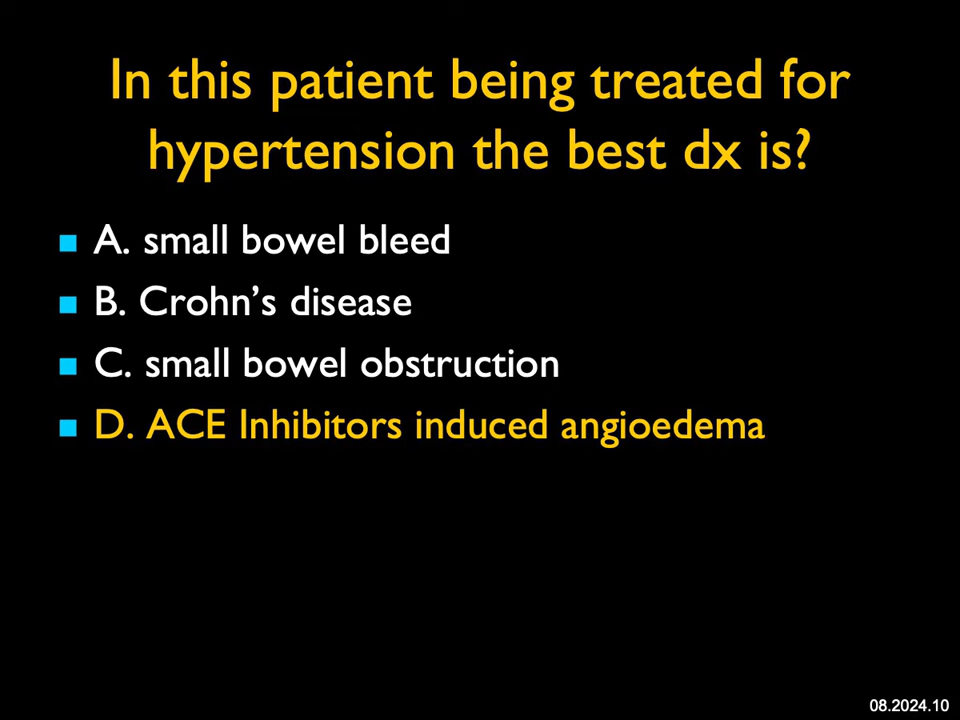 In this patient being treated for
hypertension the best dx is?
A. small bowel bleed
B. Crohn’s disease
C. small bowel obstruction
D. ACE Inhibitors induced angioedema
08.2024.10